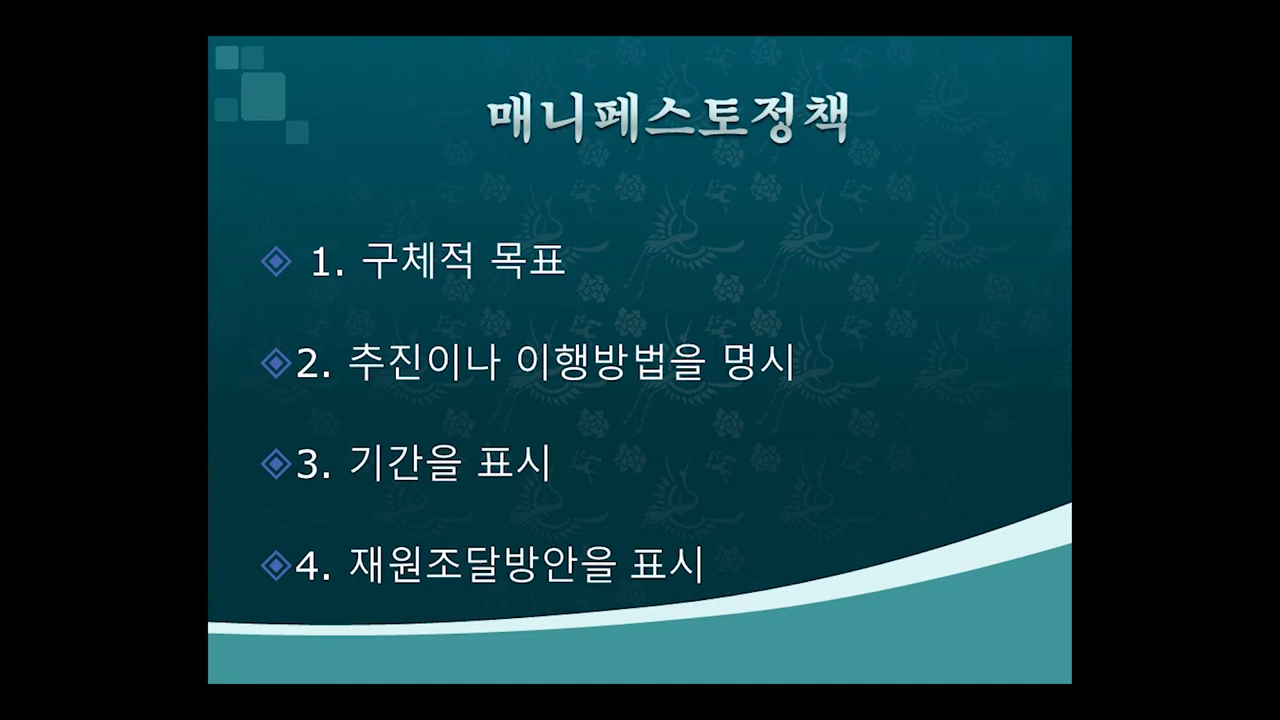 매니페스토정책
1. 구체적 목표
2. 추진이나 이행방법을 명시
3. 기간을 표시
4. 재원조달방안을 표시